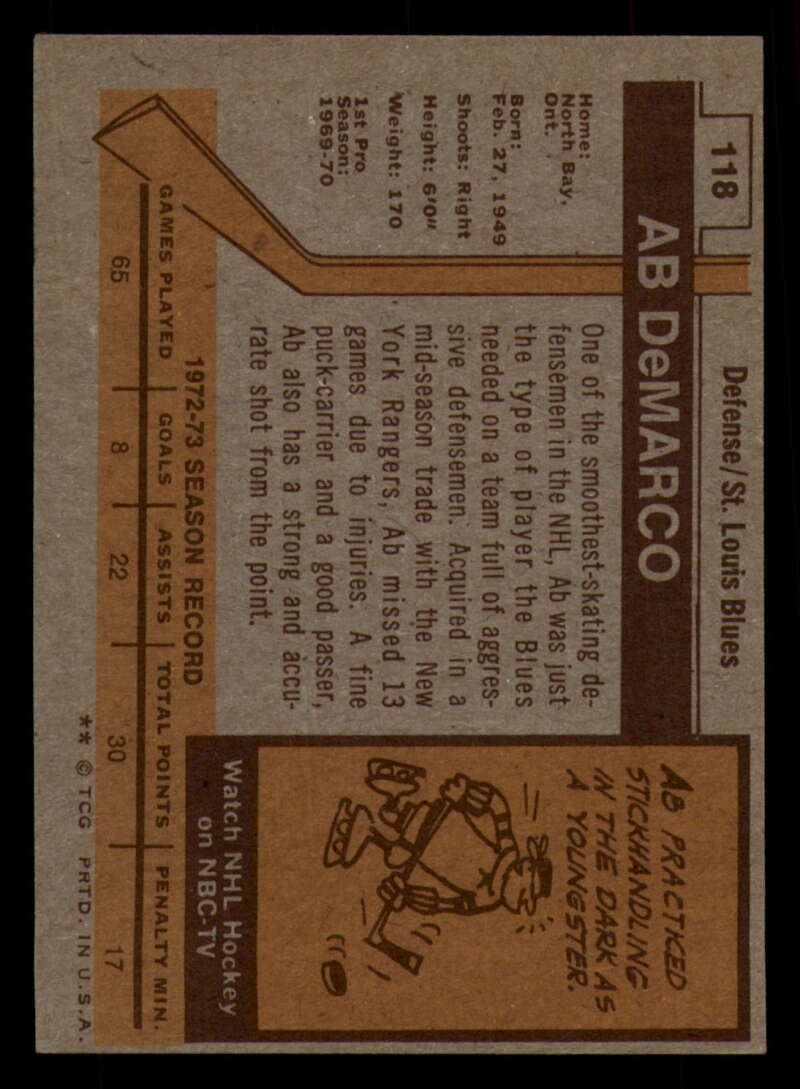 118
Defense/St. Louis Blues
AB DeMARCO
Home:
North Bay,
Ont.
Born:
Feb. 27, 1949
Shoots: Right
Height: 6'0"
Weight: 170
1st Pro
Season:
1969-70
One of the smoothest-skating de-
fensemen in the NHL, Ab was just
the type of player the Blues
needed on a team full of aggres-
sive defensemen. Acquired in a
mid-season trade with the New
York Rangers, Ab missed 13
games due to injuries. A fine
puck-carrier and a good passer,
Ab also has a strong and accu-
rate shot from the point.
AB PRACTICED
STICKHANDLING
IN THE DARK AS
A YOUNGSTER.
Watch NHL Hockey
on NBC-TV
1972-73 SEASON RECORD
GAMES PLAYED GOALS ASSISTS TOTAL POINTS PENALTY MIN.
65 8 22 30 17
** © TCG PRTD. IN U.S.A.